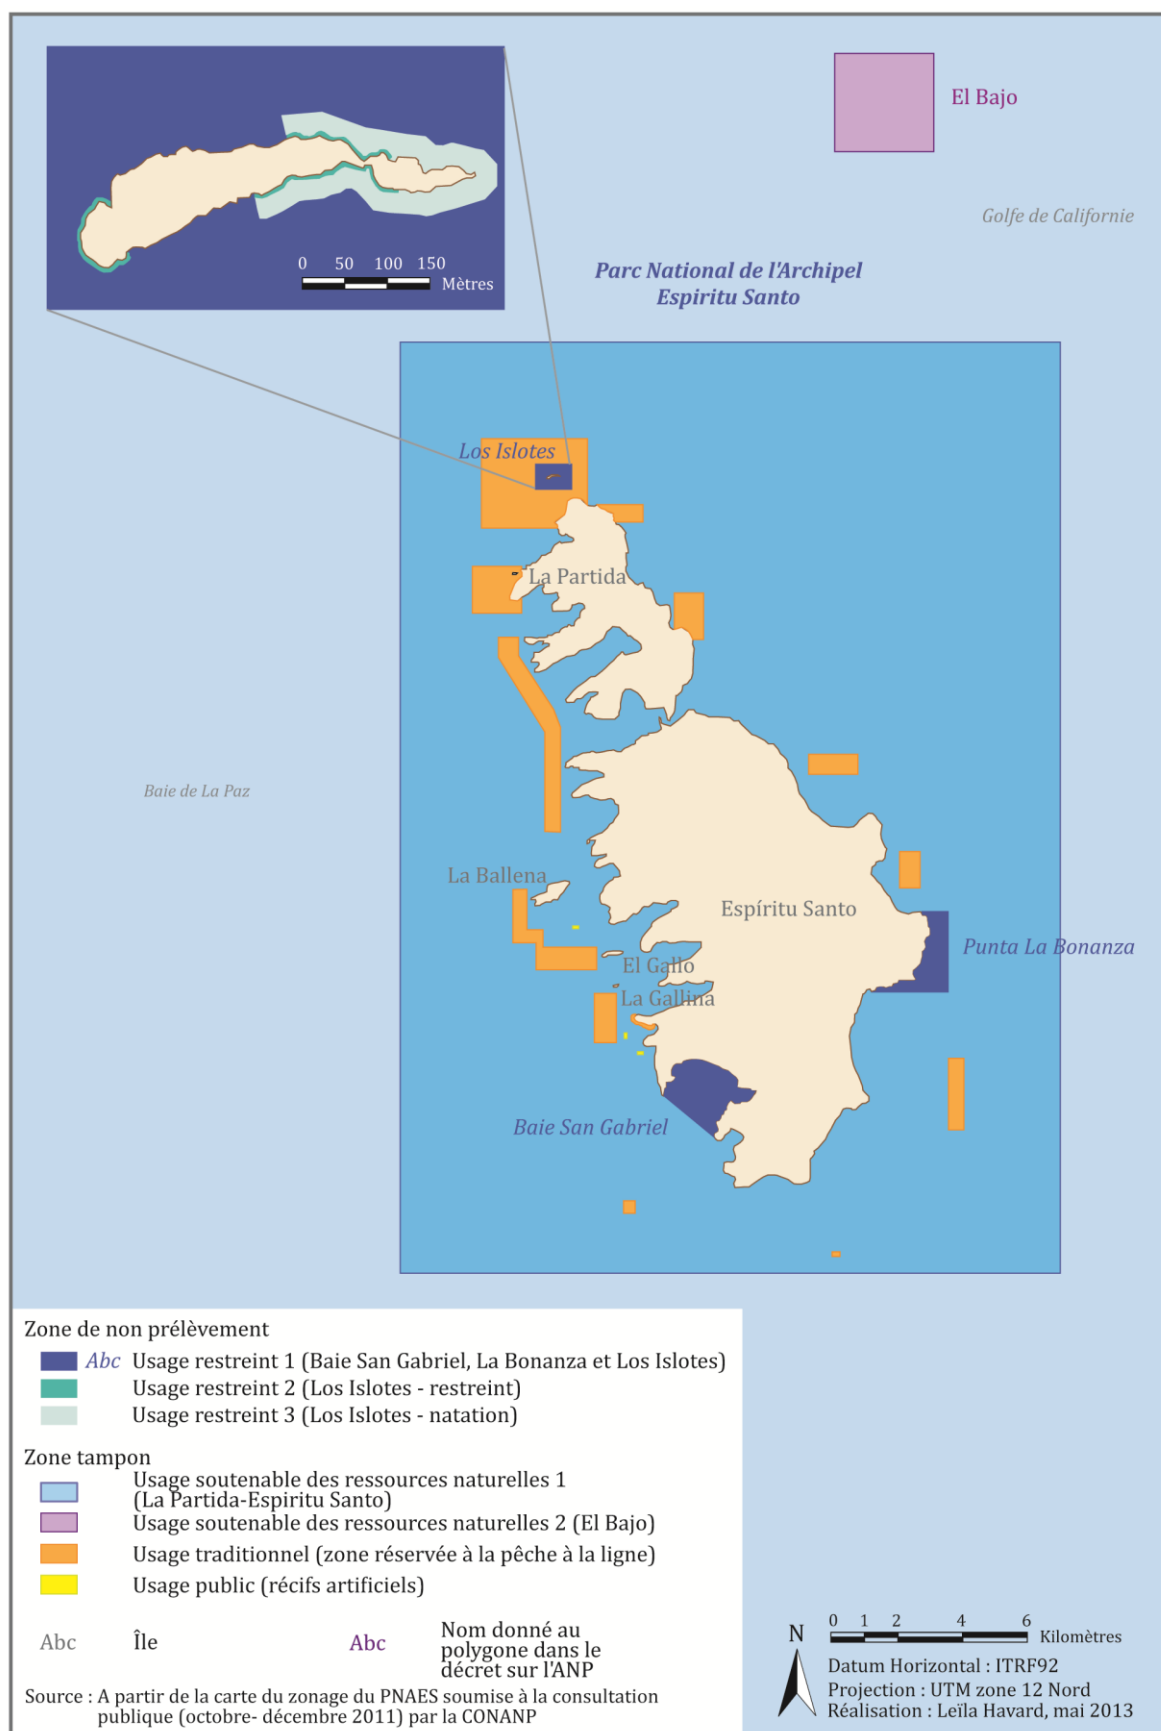 El Bajo
Golfe de Californie
0 50 100 150
Mètres
Parc National de l'Archipel
Espiritu Santo
Los Islotes
La Partida
Baie de La Paz
La Ballena
Espíritu Santo
Punta La Bonanza
El Gallo
La Gallina
Baie San Gabriel
Zone de non prélèvement
Abc Usage restreint 1 (Baie San Gabriel, La Bonanza et Los Islotes)
Usage restreint 2 (Los Islotes - restreint)
Usage restreint 3 (Los Islotes - natation)
Zone tampon
Usage soutenable des ressources naturelles 1
(La Partida-Espiritu Santo)
Usage soutenable des ressources naturelles 2 (El Bajo)
Usage traditionnel (zone réservée à la pêche à la ligne)
Usage public (récifs artificiels)
Abc Île
Abc Nom donné au
polygone dans le
décret sur l'ANP
Source : A partir de la carte du zonage du PNAES soumise à la consultation
publique (octobre- décembre 2011) par la CONANP
N
0 1 2 4 6
Kilomètres
Datum Horizontal : ITRF92
Projection : UTM zone 12 Nord
Réalisation : Leïla Havard, mai 2013